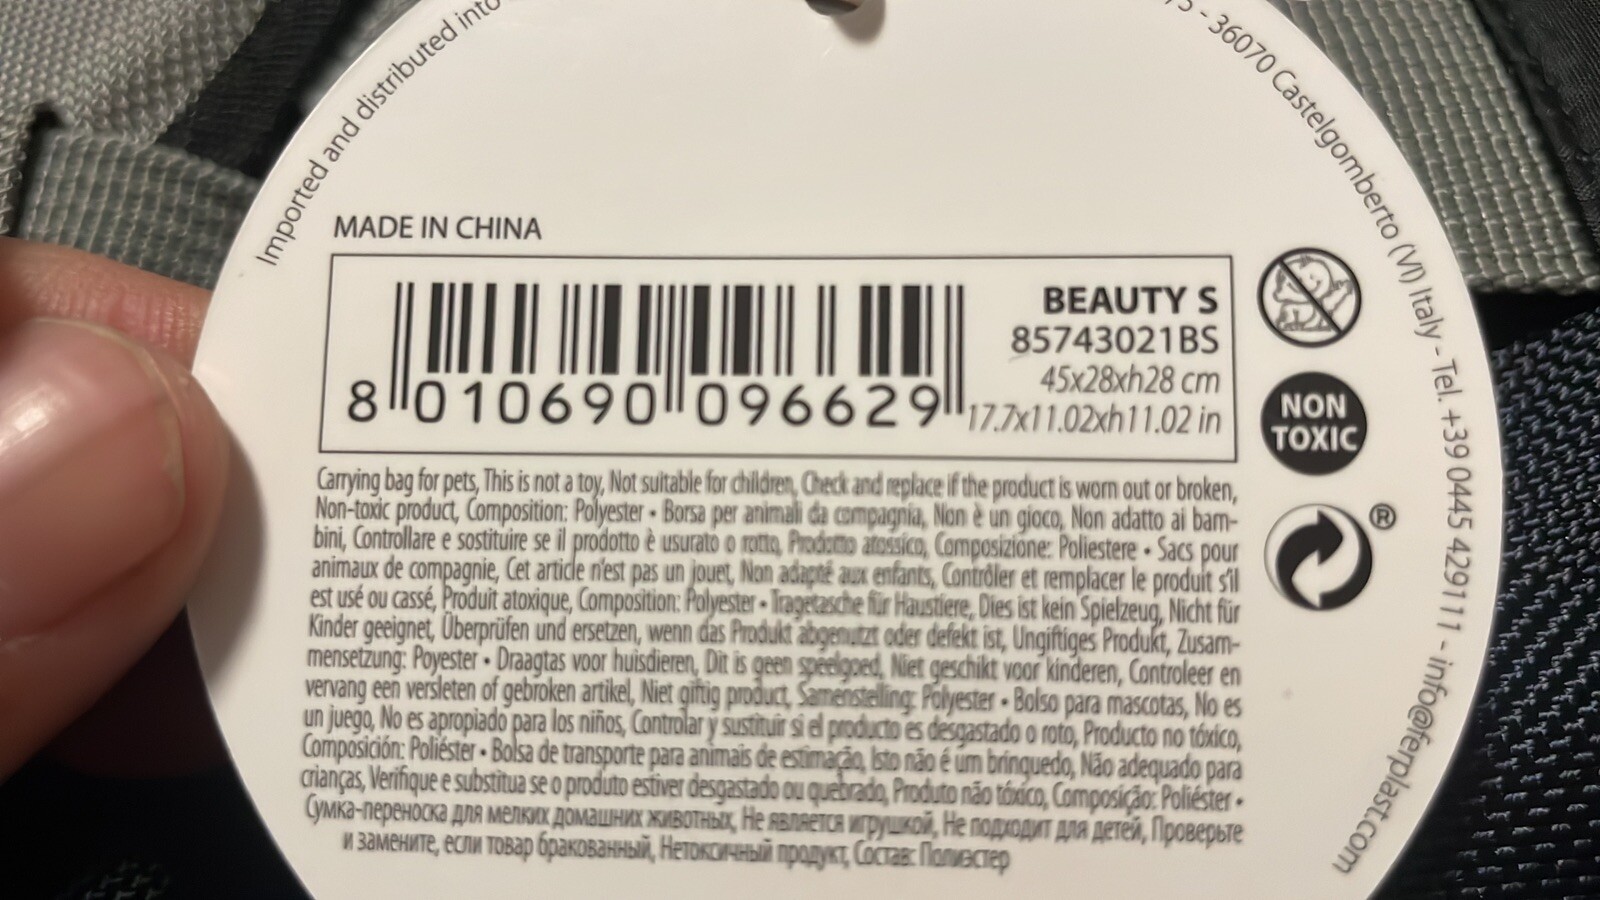 Imported and distributed into
5 - 36070 Castelgomberto (VI) Italy - Tel. +39 0445 429111 - info@ferplast.com
MADE IN CHINA
8 010690 096629
BEAUTY S
85743021BS
45x28xh28 cm
17.7x11.02xh11.02 in
NON
TOXIC
®
Carrying bag for pets, This is not a toy, Not suitable for children, Check and replace if the product is worn out or broken,
Non-toxic product, Composition: Polyester • Borsa per animali da compagnia, Non è un gioco, Non adatto ai bam-
bini, Controllare e sostituire se il prodotto è usurato o rotto, Prodotto atossico, Composizione: Poliestere • Sacs pour
animaux de compagnie, Cet article n'est pas un jouet, Non adapté aux enfants, Contrôler et remplacer le produit s'il
est usé ou cassé, Produit atoxique, Composition: Polyester • Tragetasche für Haustiere, Dies ist kein Spielzeug, Nicht für
Kinder geeignet, Überprüfen und ersetzen, wenn das Produkt abgenutzt oder defekt ist, Ungiftiges Produkt, Zusam-
mensetzung: Poyester • Draagtas voor huisdieren, Dit is geen speelgoed, Niet geschikt voor kinderen, Controleer en
vervang een versleten of gebroken artikel, Niet giftig product, Samenstelling: Polyester • Bolso para mascotas, No es
un juego, No es apropiado para los niños, Controlar y sustituir si el producto es desgastado o roto, Producto no tóxico,
Composición: Poliéster • Bolsa de transporte para animais de estimação, Isto não é um brinquedo, Não adequado para
crianças, Verifique e substitua se o produto estiver desgastado ou quebrado, Produto não tóxico, Composição: Poliéster •
Сумка-переноска для мелких домашних животных, Не является игрушкой, Не подходит для детей, Проверьте
и замените, если товар бракованный, Нетоксичный продукт, Состав: Полиэстер